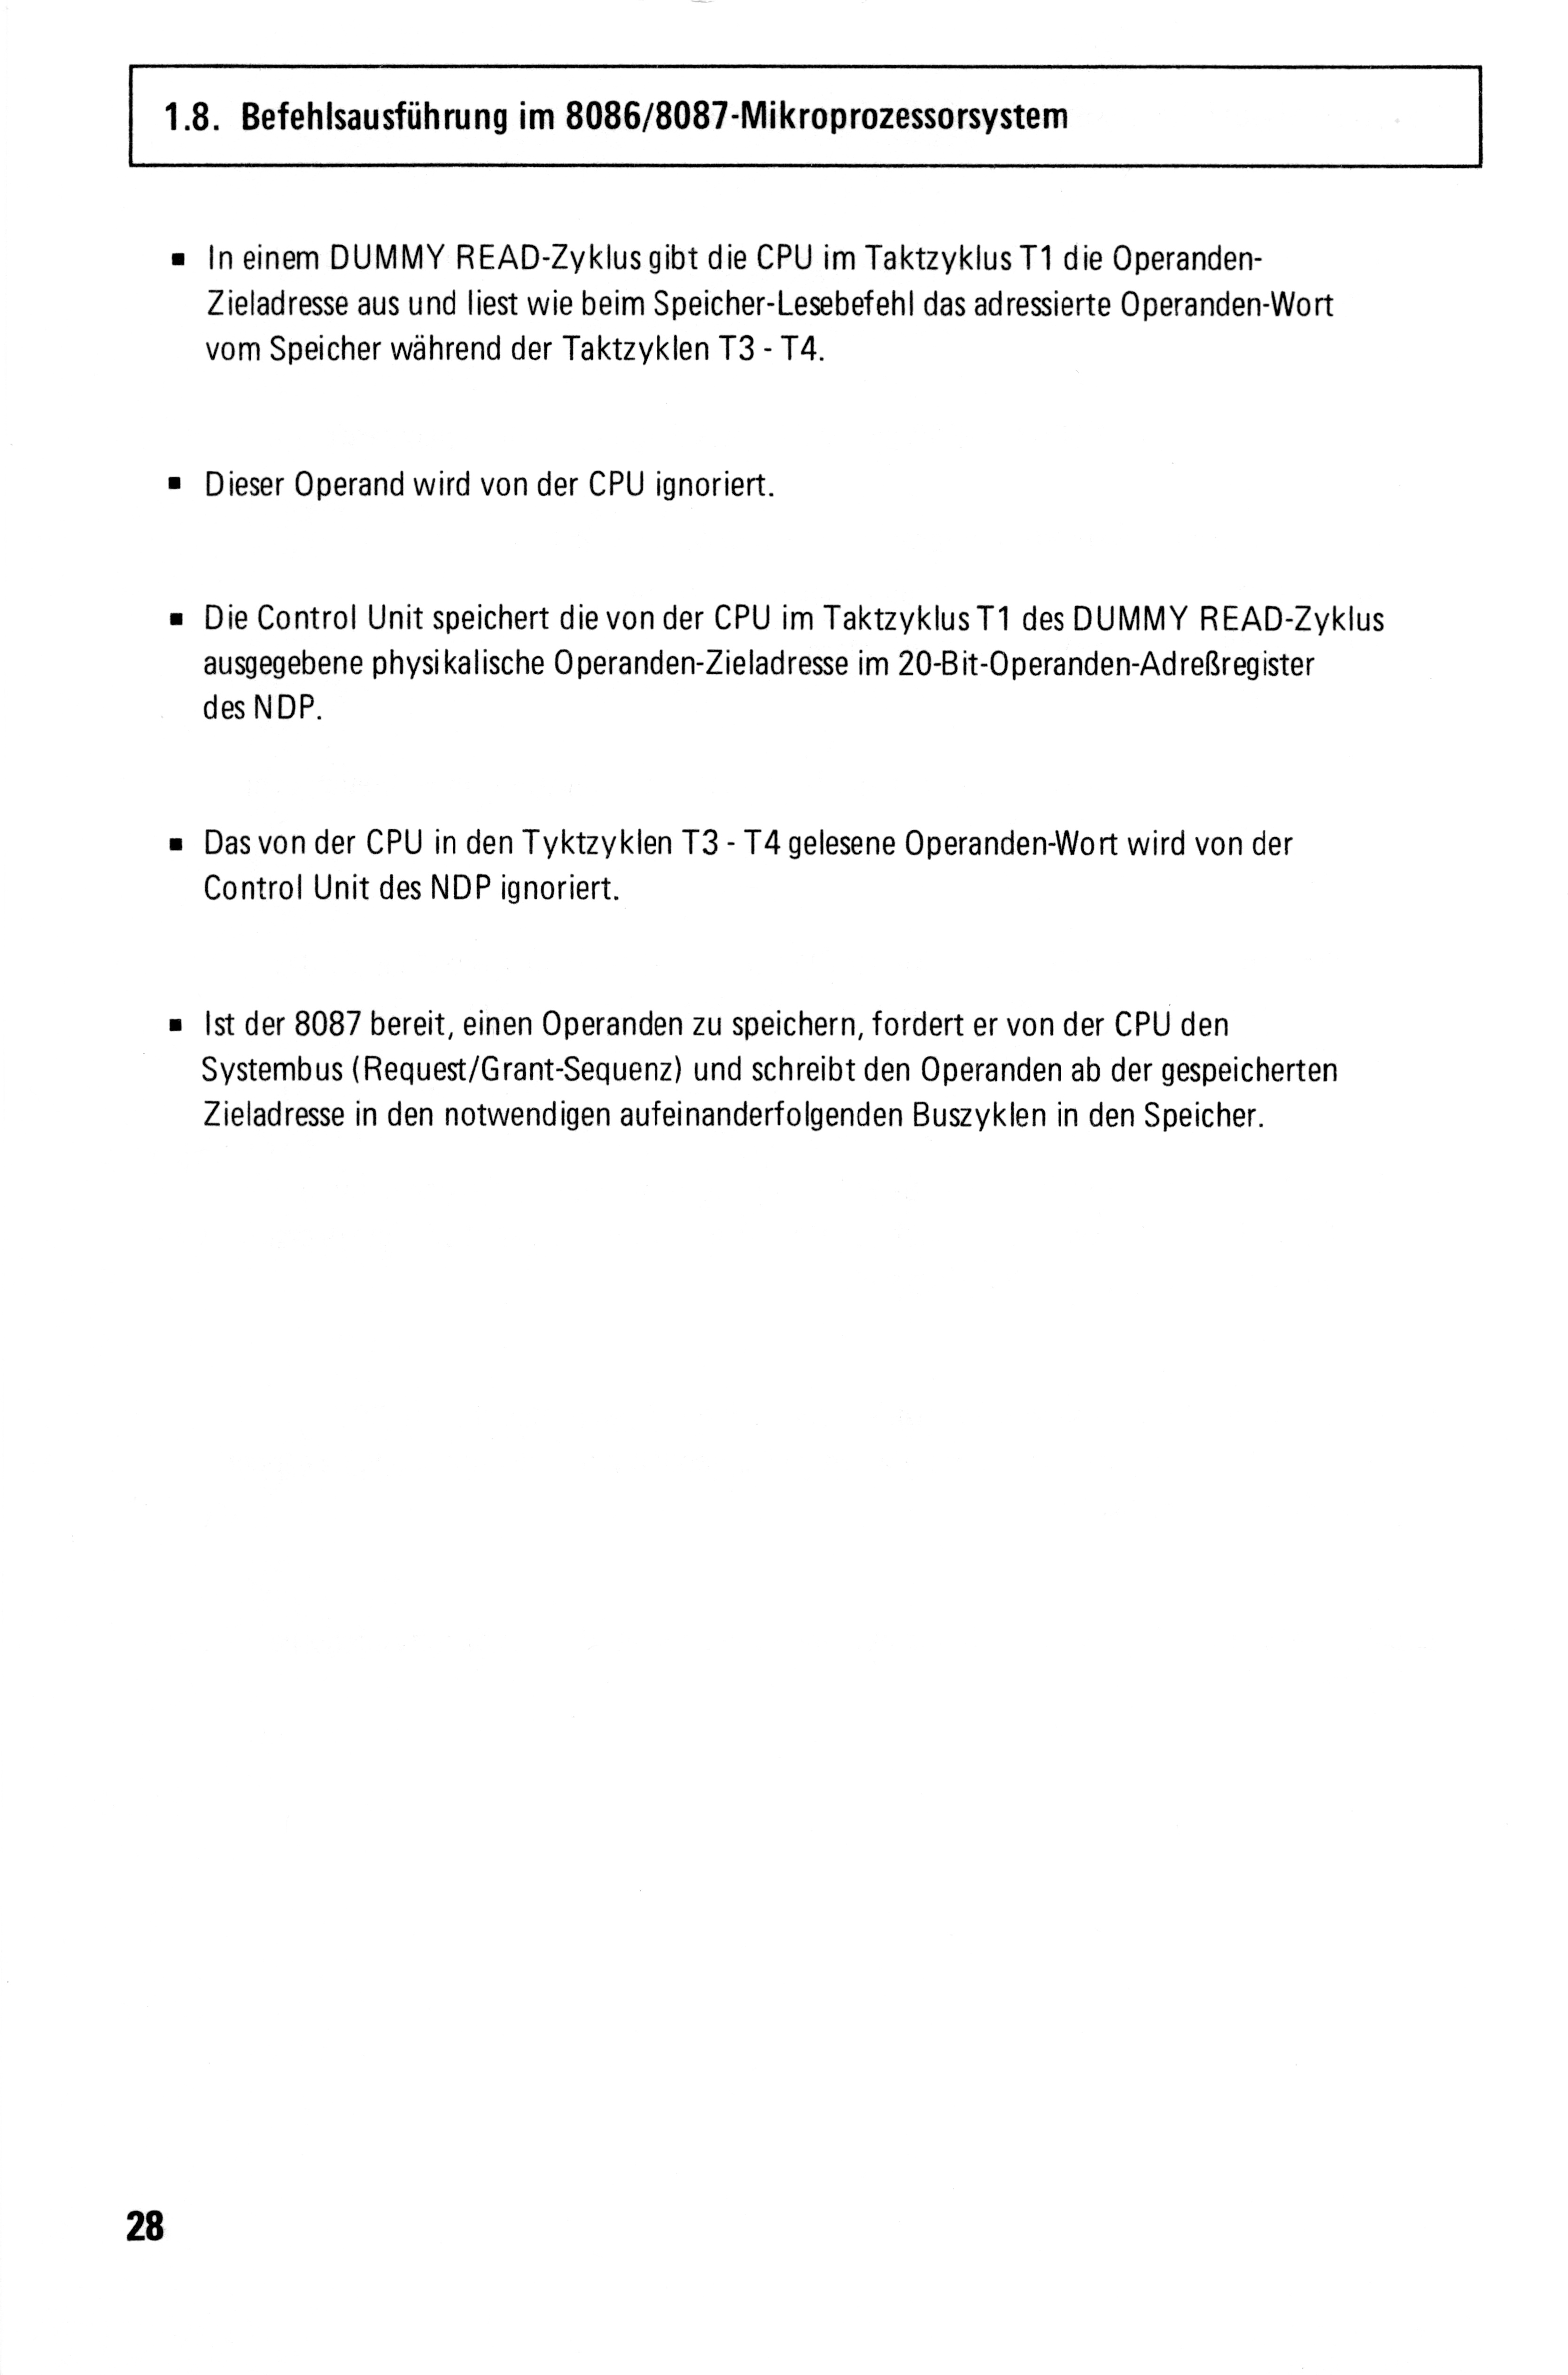 1.8. Befehlsausführung im 8086/8087-Mikroprozessorsystem
▪ In einem DUMMY READ-Zyklus gibt die CPU im Taktzyklus T1 die Operanden-
Zieladresse aus und liest wie beim Speicher-Lesebefehl das adressierte Operanden-Wort
vom Speicher während der Taktzyklen T3 - T4.
▪ Dieser Operand wird von der CPU ignoriert.
▪ Die Control Unit speichert die von der CPU im Taktzyklus T1 des DUMMY READ-Zyklus
ausgegebene physikalische Operanden-Zieladresse im 20-Bit-Operanden-Adreßregister
des NDP.
▪ Das von der CPU in den Tyktzyklen T3 - T4 gelesene Operanden-Wort wird von der
Control Unit des NDP ignoriert.
▪ Ist der 8087 bereit, einen Operanden zu speichern, fordert er von der CPU den
Systembus (Request/Grant-Sequenz) und schreibt den Operanden ab der gespeicherten
Zieladresse in den notwendigen aufeinanderfolgenden Buszyklen in den Speicher.
28